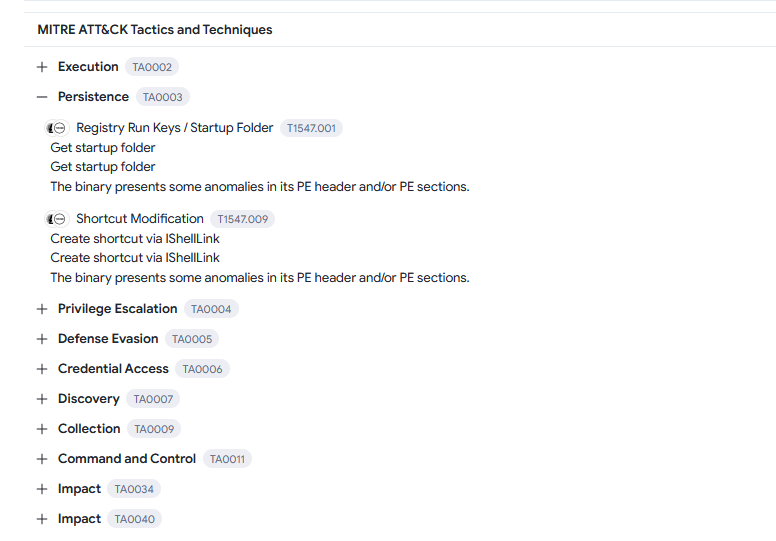 MITRE ATT&CK Tactics and Techniques
Execution TA0002
Persistence TA0003
Registry Run Keys / Startup Folder T1547.001
Get startup folder
Get startup folder
The binary presents some anomalies in its PE header and/or PE sections.
Shortcut Modification T1547.009
Create shortcut via IShellLink
Create shortcut via IShellLink
The binary presents some anomalies in its PE header and/or PE sections.
Privilege Escalation TA0004
Defense Evasion TA0005
Credential Access TA0006
Discovery TA0007
Collection TA0009
Command and Control TA0011
Impact TA0034
Impact TA0040